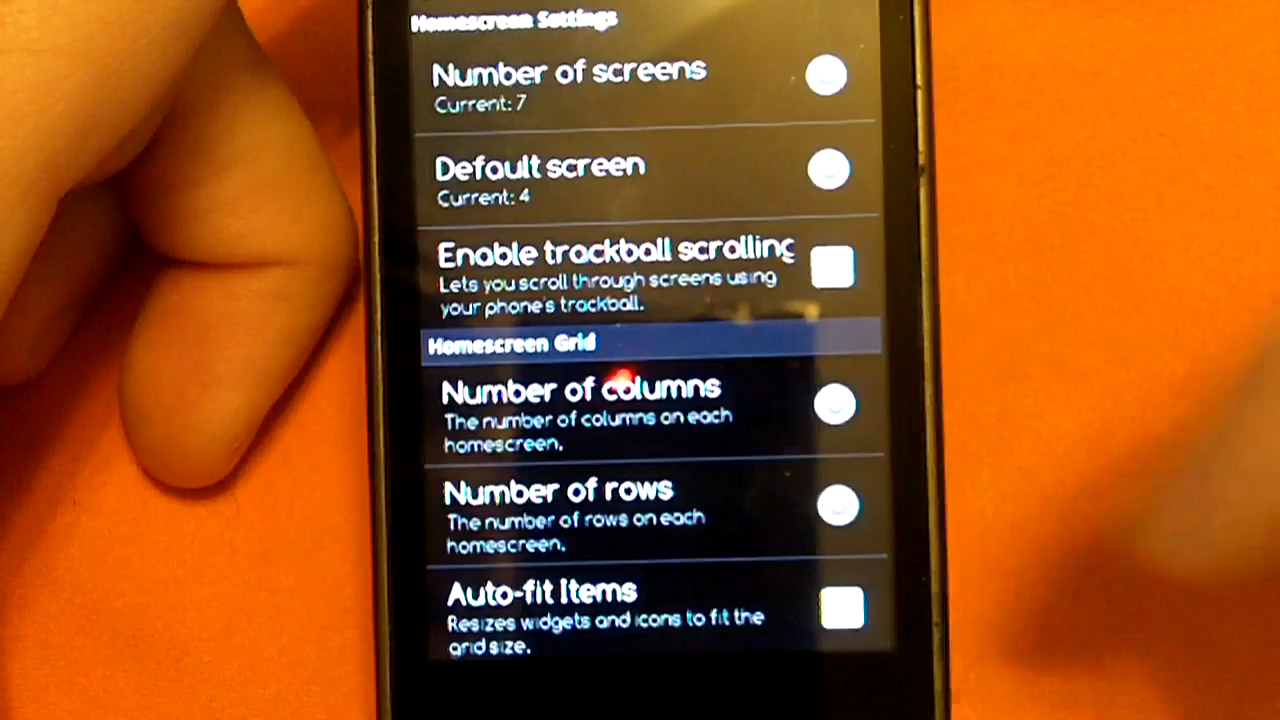 Homescreen Settings
Number of screens
Current: 7
Default screen
Current: 4
Enable trackball scrolling
Lets you scroll through screens using
your phone's trackball.
Homescreen Grid
Number of columns
The number of columns on each
homescreen.
Number of rows
The number of rows on each
homescreen.
Auto-fit Items
Resizes widgets and icons to fit the
grid size.